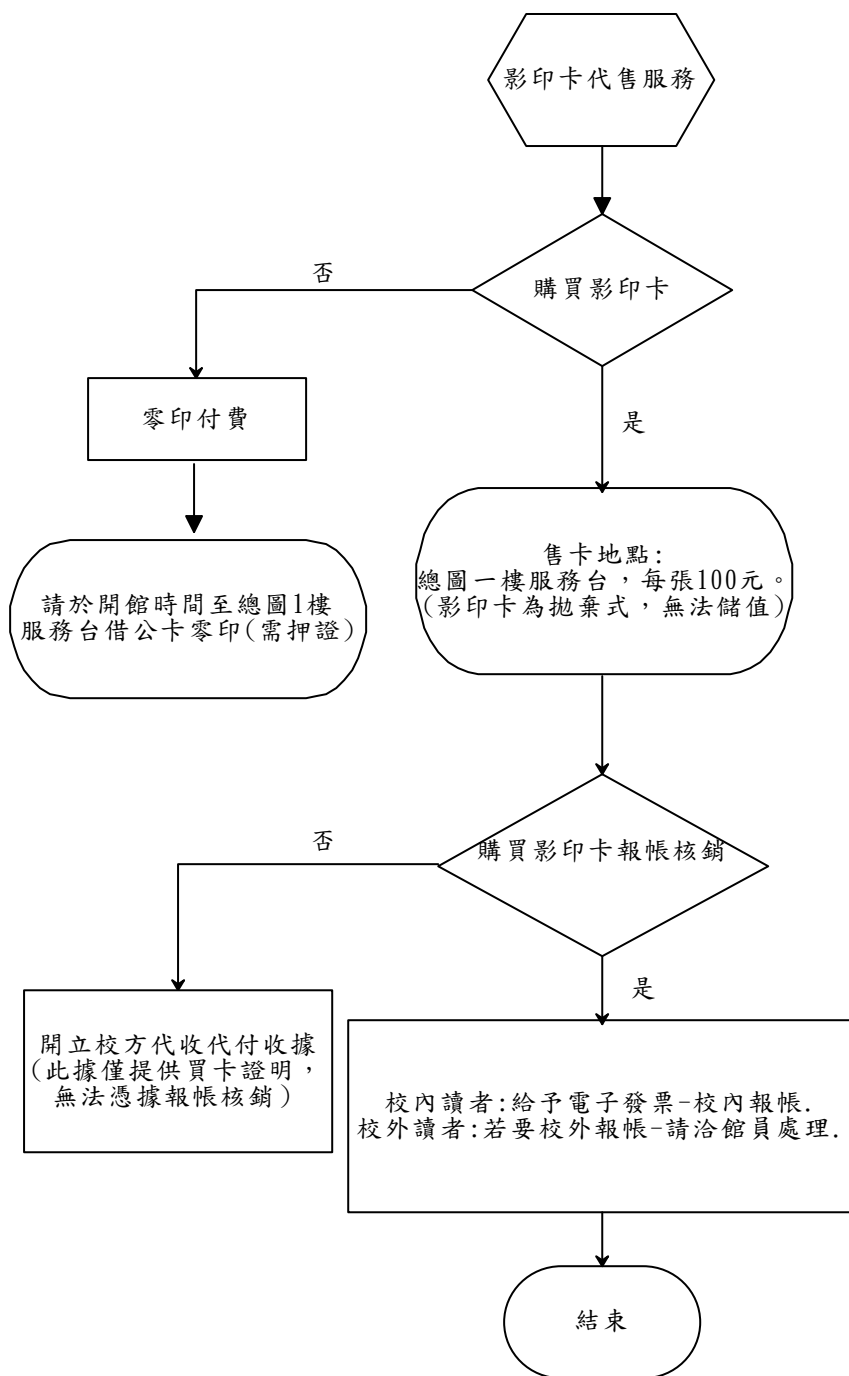 影印卡代售服務
購買影印卡
否
零印付費
是
請於開館時間至總圖1樓
服務台借公卡零印(需押證)
售卡地點:
總圖一樓服務台，每張100元。
(影印卡為拋棄式，無法儲值)
購買影印卡報帳核銷
否
是
開立校方代收代付收據
(此據僅提供買卡證明，
無法憑據報帳核銷)
校內讀者:給予電子發票-校內報帳.
校外讀者:若要校外報帳-請洽館員處理.
結束